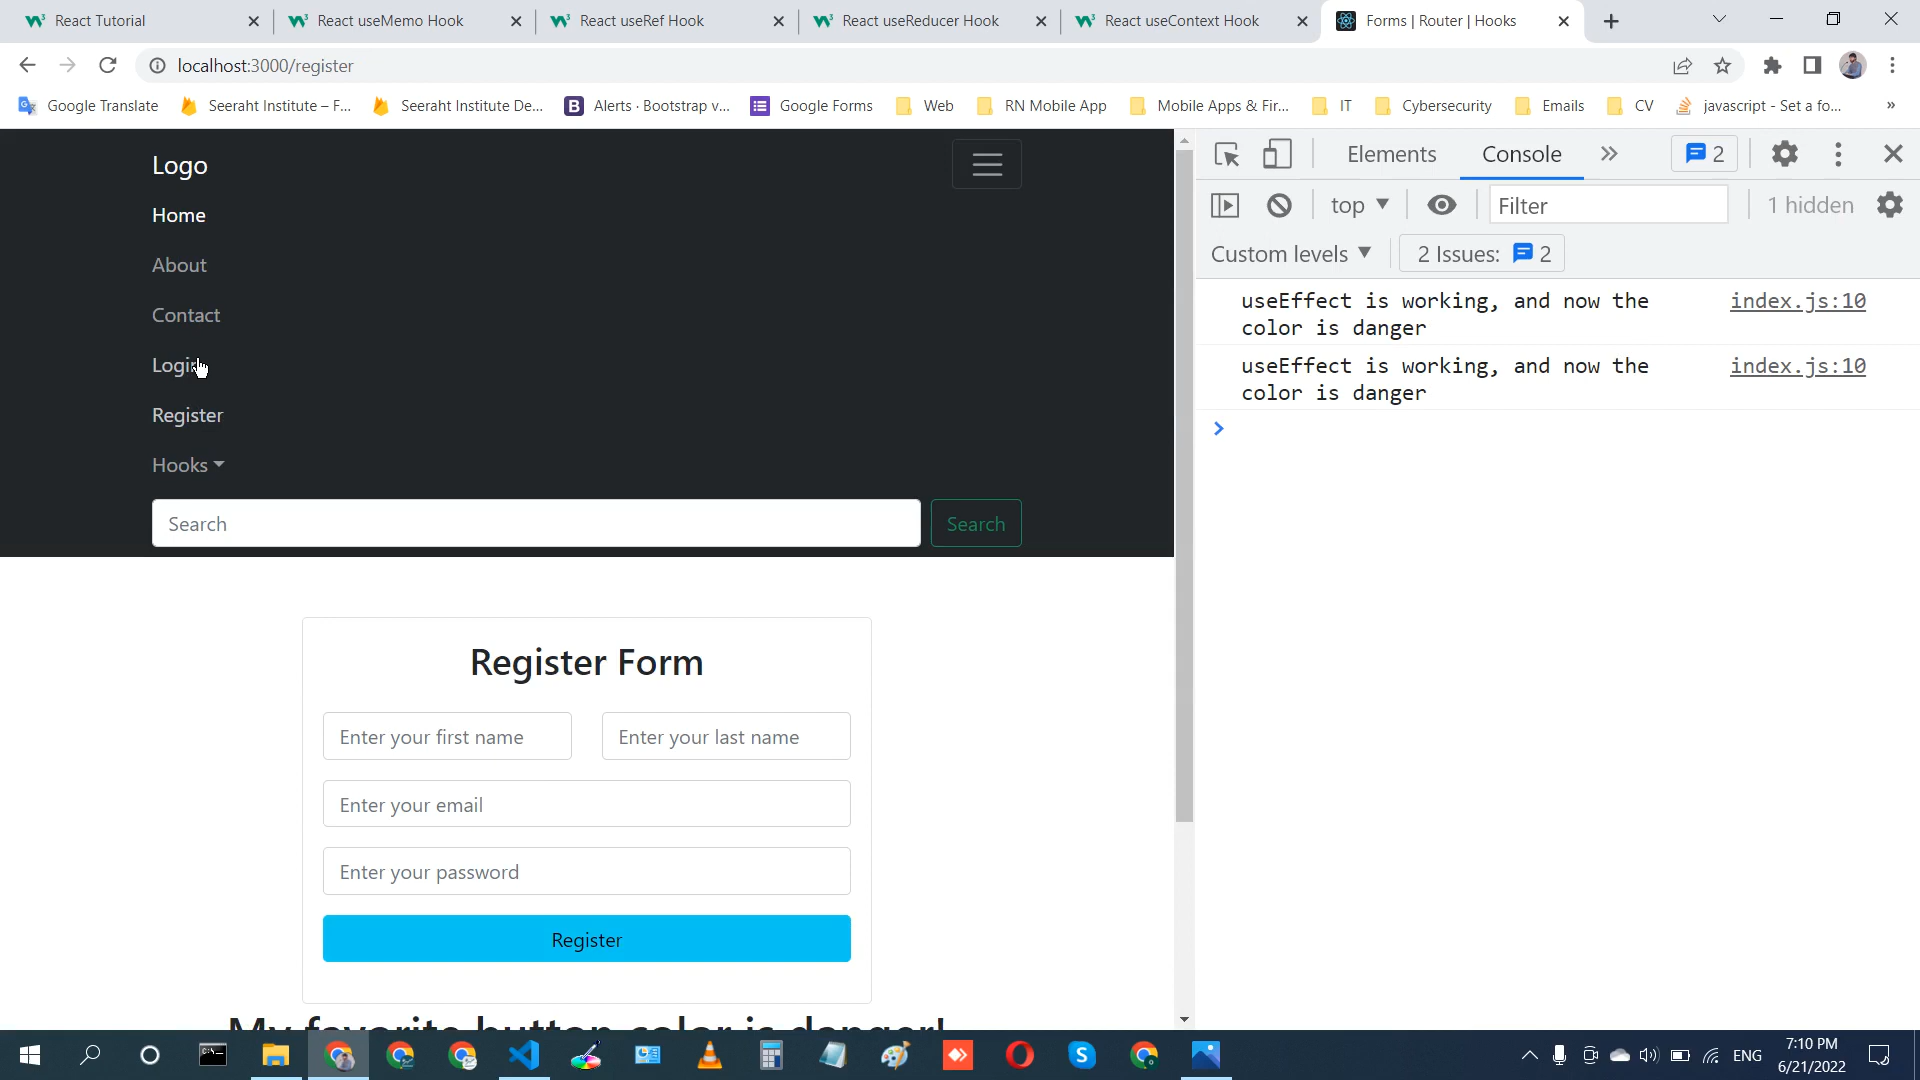 React Tutorial
React useMemo Hook
React useRef Hook
React useReducer Hook
React useContext Hook
Forms | Router | Hooks
localhost:3000/register
Google Translate
Seeraht Institute – F...
Seeraht Institute De...
Alerts · Bootstrap v...
Google Forms
Web
RN Mobile App
Mobile Apps & Fir...
IT
Cybersecurity
Emails
CV
javascript - Set a fo...
»
Logo
Home
About
Contact
Login
Register
Hooks
Search
Search
Register Form
Enter your first name
Enter your last name
Enter your email
Enter your password
Register
My favorite button color is danger!
Elements
Console
2
top
Filter
1 hidden
Custom levels
2 Issues: 2
useEffect is working, and now the
color is danger
index.js:10
useEffect is working, and now the
color is danger
index.js:10
ENG
7:10 PM
6/21/2022